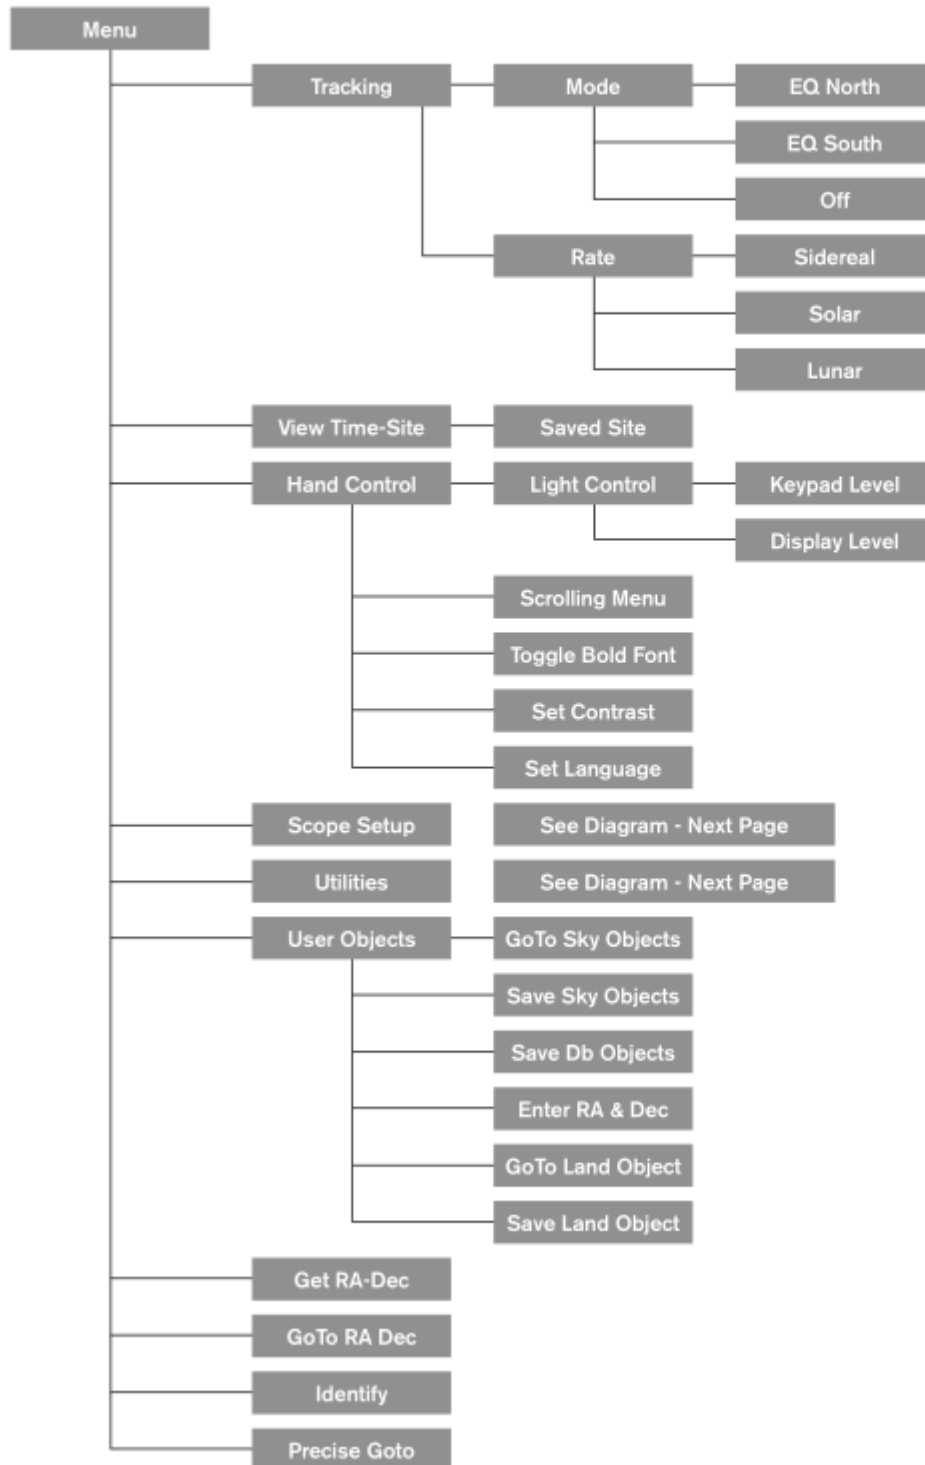 Menu
Tracking Mode EQ North
EQ South
Off
Rate Sidereal
Solar
Lunar
View Time-Site Saved Site
Hand Control Light Control Keypad Level
Display Level
Scrolling Menu
Toggle Bold Font
Set Contrast
Set Language
Scope Setup See Diagram - Next Page
Utilities See Diagram - Next Page
User Objects GoTo Sky Objects
Save Sky Objects
Save Db Objects
Enter RA & Dec
GoTo Land Object
Save Land Object
Get RA-Dec
GoTo RA Dec
Identify
Precise Goto